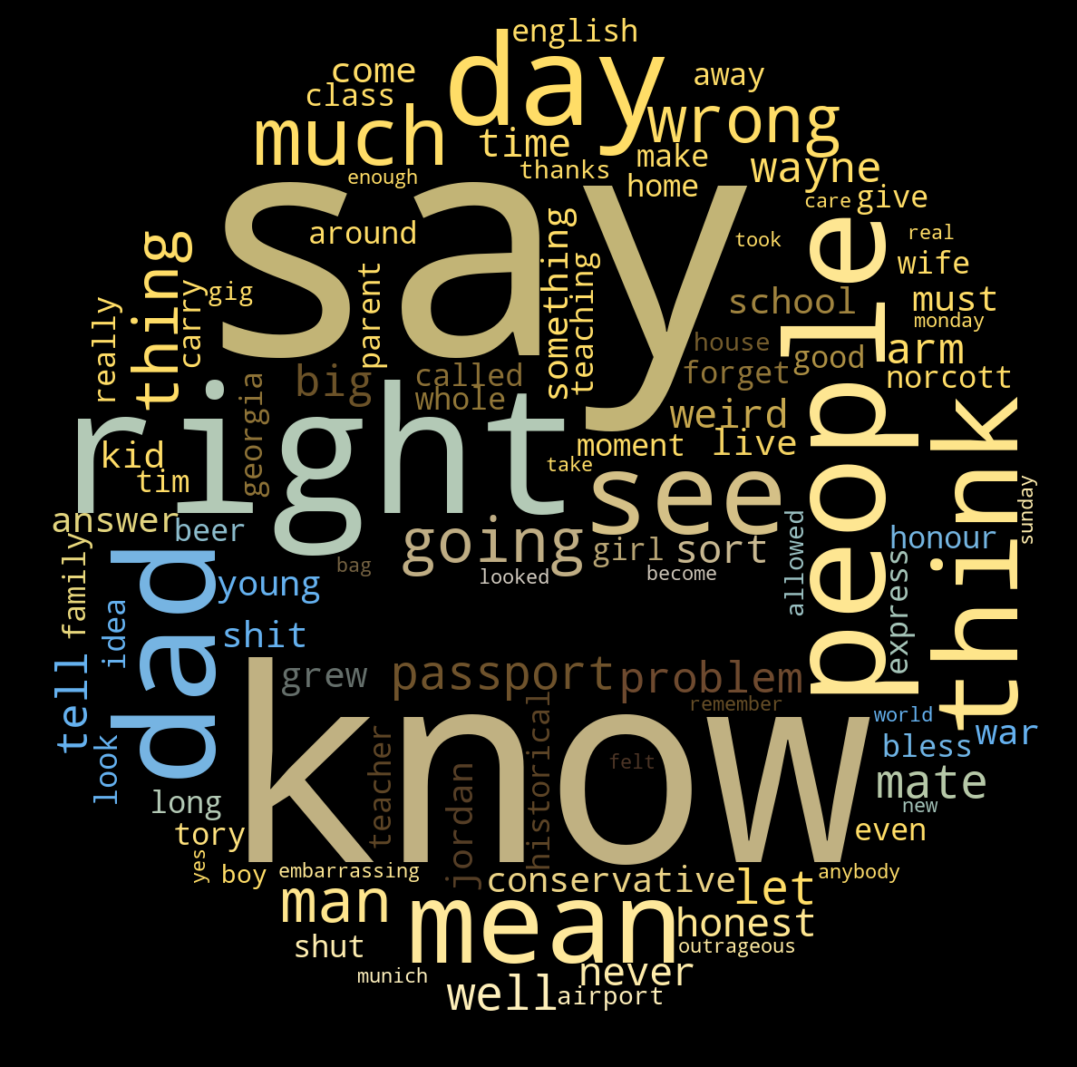 english
day
come
away
class
much
wrong
time
make
wayne
thanks
enough
home
say
care
give
around
something
took
real
thing
parent
people
wife
carry
teaching
gig
school
must
really
monday
house
arm
good
big
called
forget
norcott
georgia
whole
right
weird
think
kid
moment
live
tim
take
see
sunday
answer
beer
going
girl
sort
allowed
honour
family
dad
bag
looked
become
express
young
idea
shit
tell
know
grew
passport
problem
historical
remember
world
look
teacher
felt
war
bless
jordan
mate
long
new
tory
even
yes
boy
embarrassing
conservative
let
anybody
man
mean
honest
shut
outrageous
munich
never
well
airport